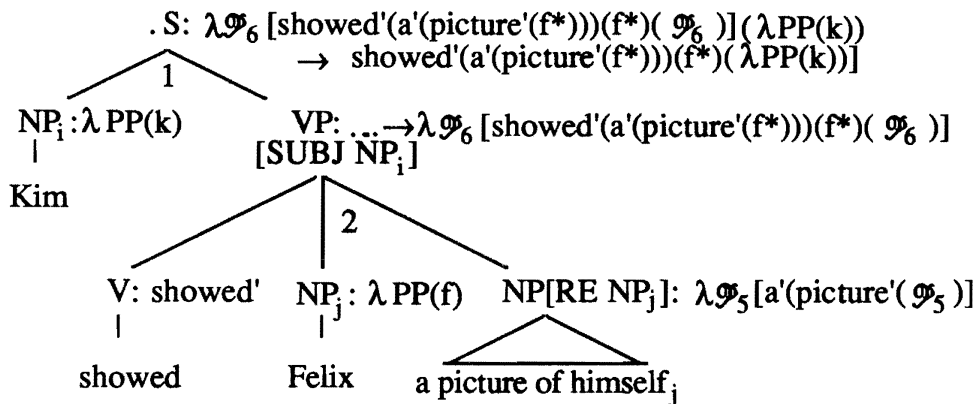 . S: λ𝒫₆ [showed'(a'(picture'(f*)))(f*)( 𝒫₆ )](λPP(k))
→ showed'(a'(picture'(f*)))(f*)(λPP(k))]
1
NPᵢ : λ PP(k) VP: ... → λ𝒫₆ [showed'(a'(picture'(f*)))(f*)( 𝒫₆ )]
[SUBJ NPᵢ]
Kim
2
V: showed' NPⱼ : λ PP(f) NP[RE NPⱼ]: λ𝒫₅ [a'(picture'( 𝒫₅ )]
showed Felix a picture of himselfⱼ